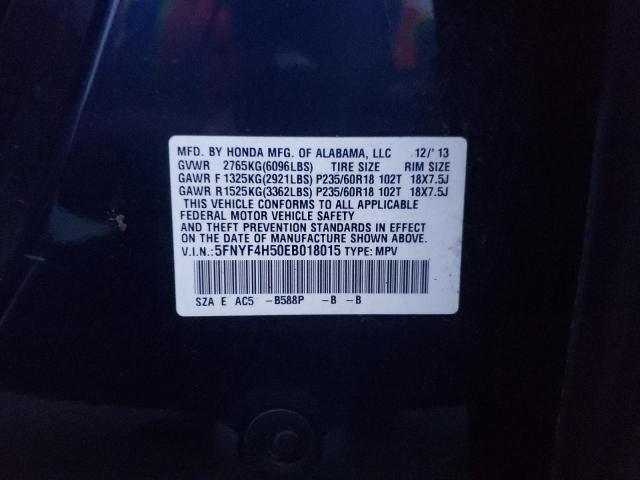 MFD. BY HONDA MFG. OF ALABAMA, LLC 12/'13
GVWR 2765KG(6096LBS) TIRE SIZE RIM SIZE
GAWR F 1325KG(2921LBS) P235/60R18 102T 18X7.5J
GAWR R 1525KG(3362LBS) P235/60R18 102T 18X7.5J
THIS VEHICLE CONFORMS TO ALL APPLICABLE
FEDERAL MOTOR VEHICLE SAFETY
AND THEFT PREVENTION STANDARDS IN EFFECT
ON THE DATE OF MANUFACTURE SHOWN ABOVE.
V.I.N.: 5FNYF4H50EB018015 TYPE: MPV
SZA E AC5 -B588P -B -B